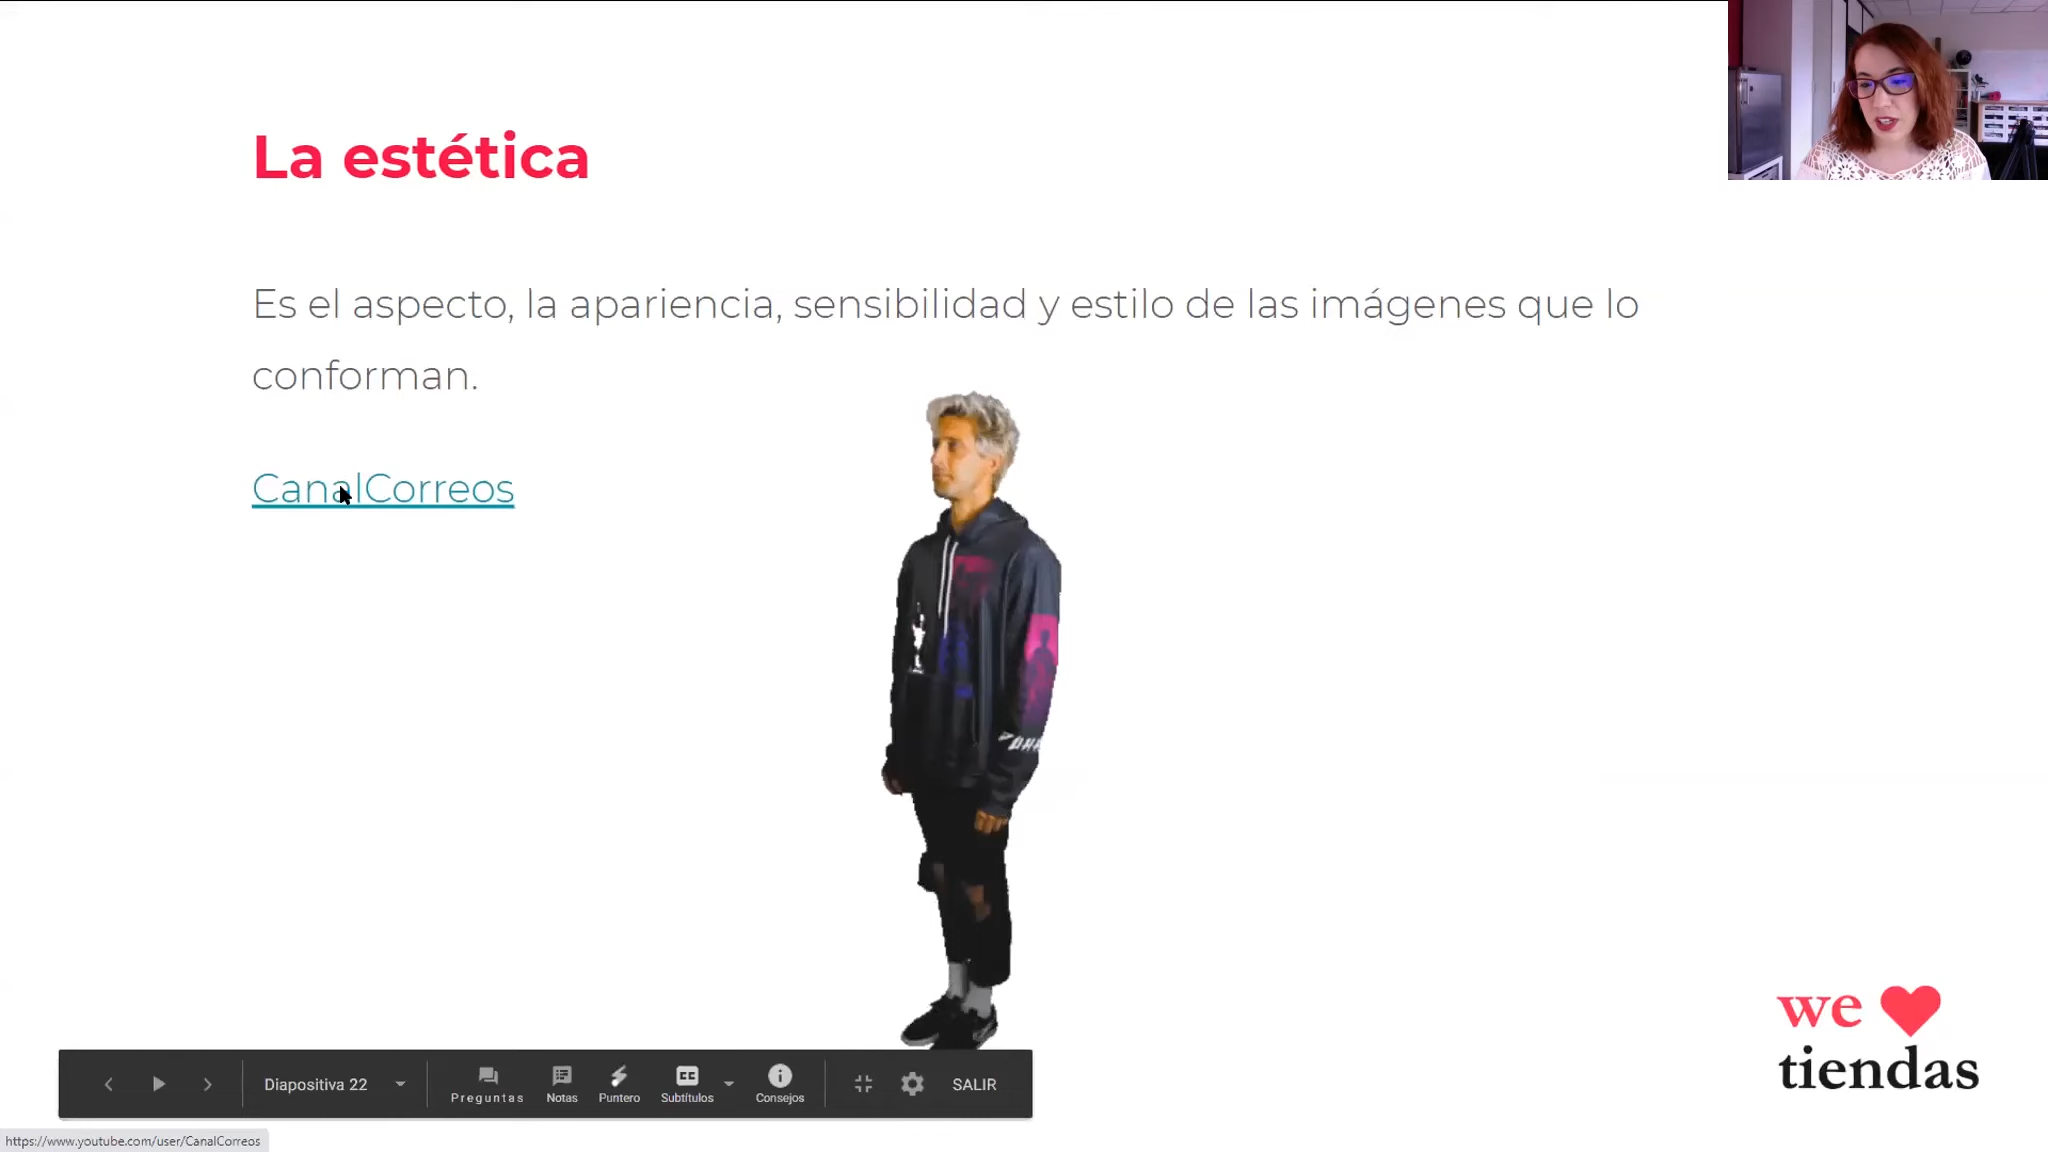 La estética
Es el aspecto, la apariencia, sensibilidad y estilo de las imágenes que lo
conforman.
CanalCorreos
we
tiendas
Diapositiva 22
Preguntas
Notas
Puntero
CC
Subtítulos
Consejos
SALIR
https://www.youtube.com/user/CanalCorreos